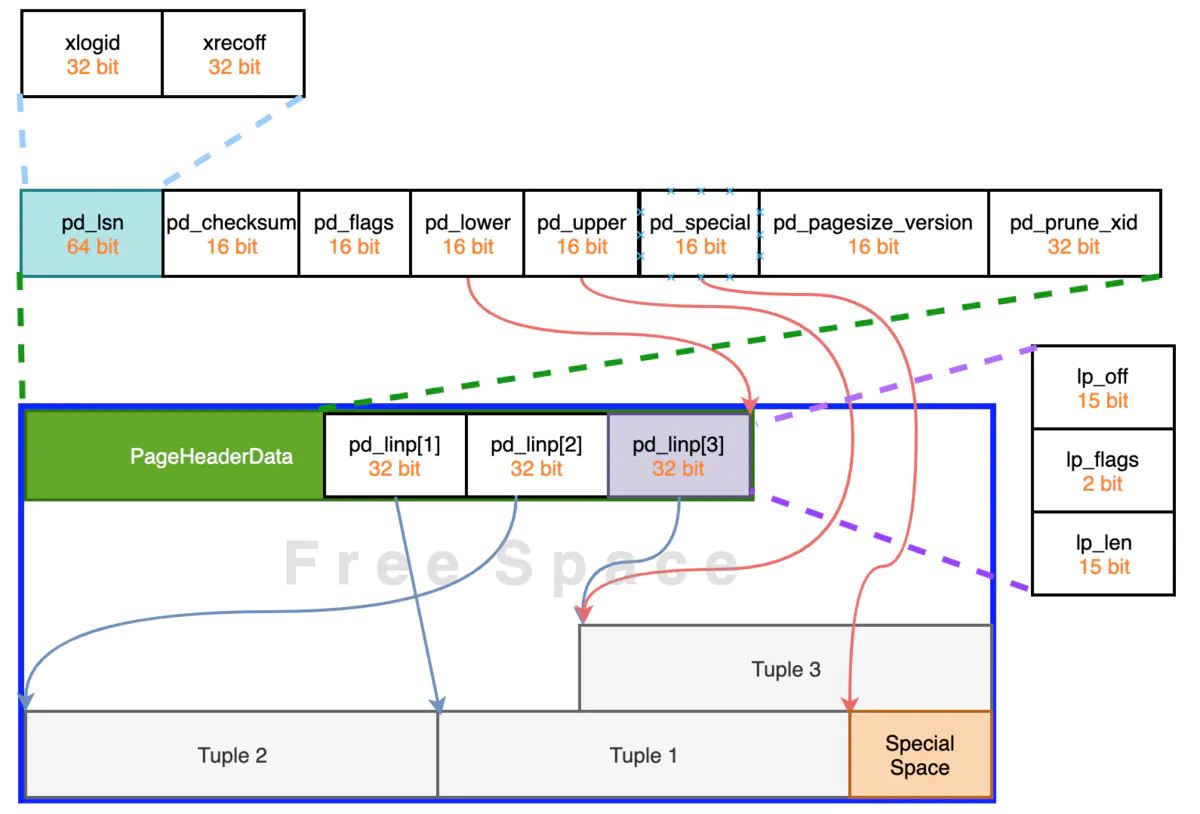 xlogid
32 bit
xrecoff
32 bit
pd_lsn
64 bit
pd_checksum
16 bit
pd_flags
16 bit
pd_lower
16 bit
pd_upper
16 bit
pd_special
16 bit
pd_pagesize_version
16 bit
pd_prune_xid
32 bit
lp_off
15 bit
lp_flags
2 bit
lp_len
15 bit
PageHeaderData
pd_linp[1]
32 bit
pd_linp[2]
32 bit
pd_linp[3]
32 bit
Free Space
Tuple 3
Tuple 2
Tuple 1
Special
Space